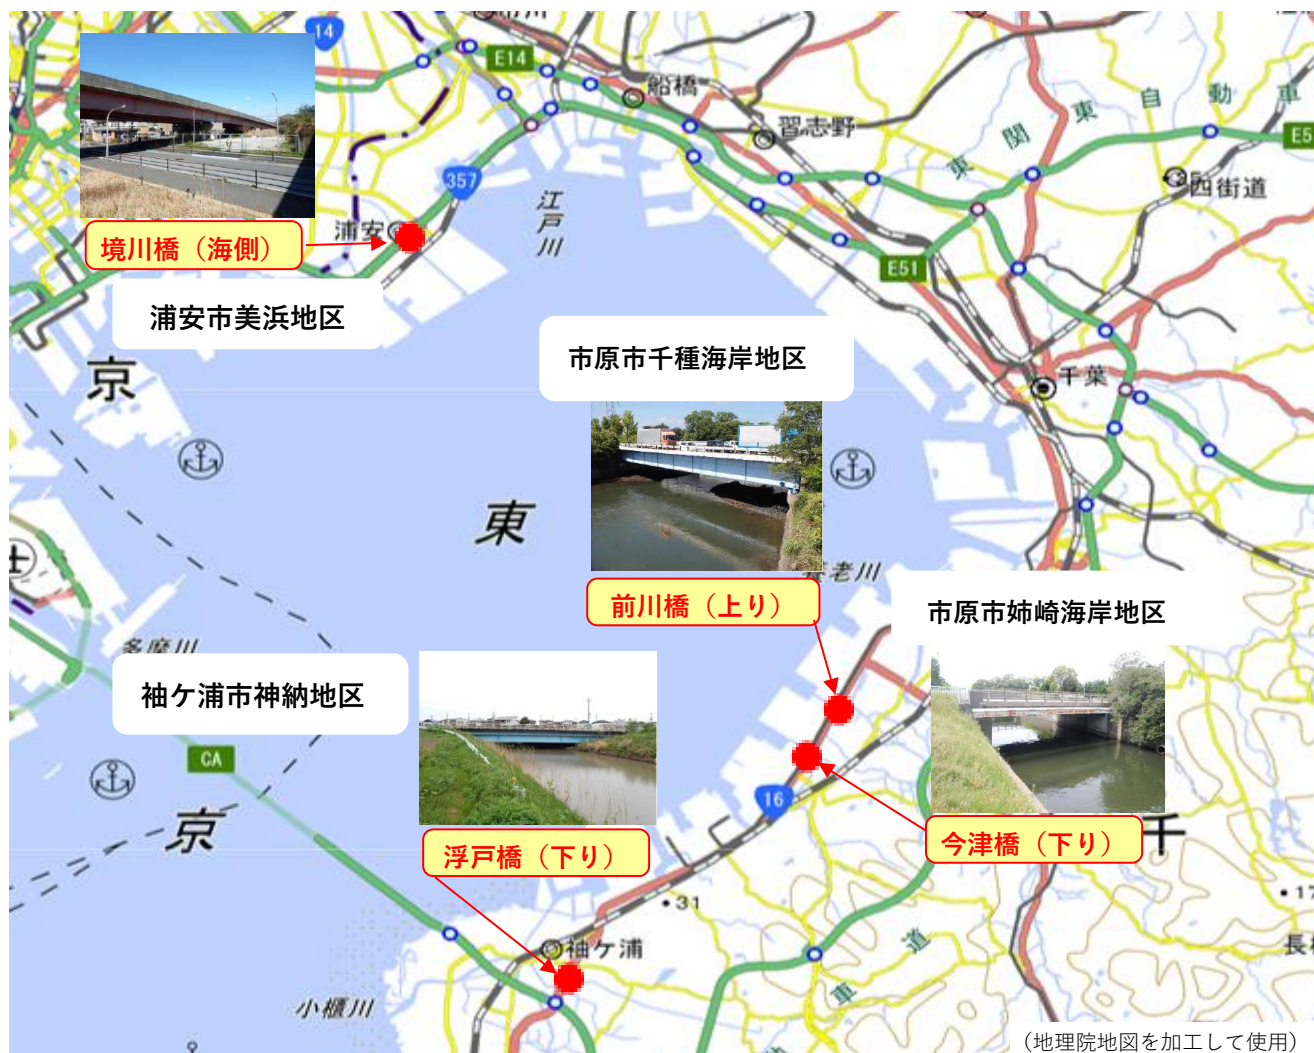 14
E14
船橋
習志野
東関東自動車
E5
四街道
357
江戸川
浦安
境川橋（海側）
浦安市美浜地区
E51
市原市千種海岸地区
京
千葉
東
老川
前川橋（上り）
市原市姉崎海岸地区
多摩川
袖ケ浦市神納地区
CA
16
京
浮戸橋（下り）
今津橋（下り）
千
31
17
袖ケ浦
道
車
長
小櫃川
（地理院地図を加工して使用）